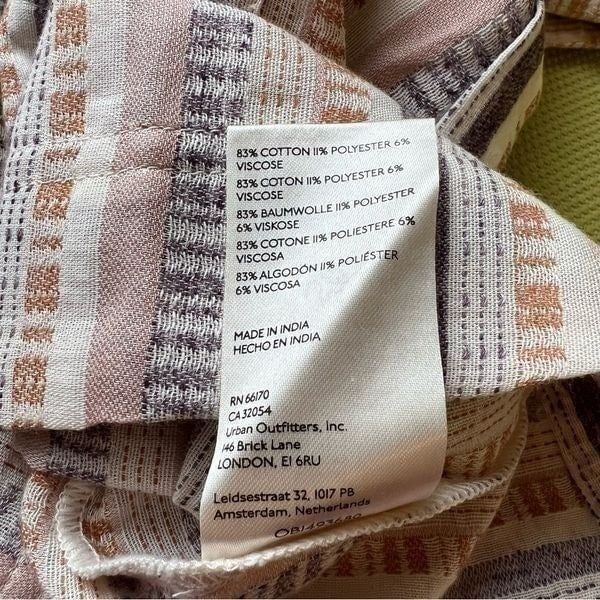 83% COTTON 11% POLYESTER 6%
VISCOSE
83% COTON 11% POLYESTER 6%
VISCOSE
83% BAUMWOLLE 11% POLYESTER
6% VISKOSE
83% COTONE 11% POLIESTERE 6%
VISCOSA
83% ALGODÓN 11% POLIÉSTER
6% VISCOSA
MADE IN INDIA
HECHO EN INDIA
RN 66170
CA 32054
Urban Outfitters, Inc.
146 Brick Lane
LONDON, E1 6RU
Leidsestraat 32, 1017 PB
Amsterdam, Netherlands